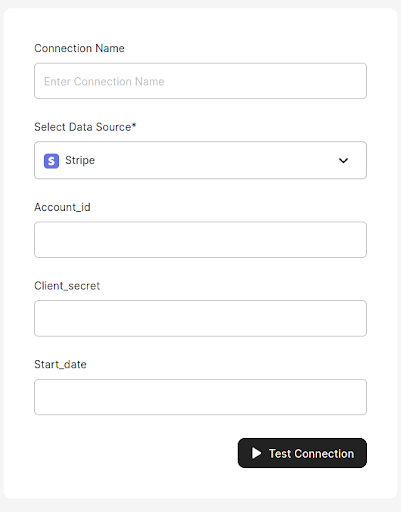 Connection Name
Enter Connection Name
Select Data Source*
S Stripe
Account_id
Client_secret
Start_date
Test Connection